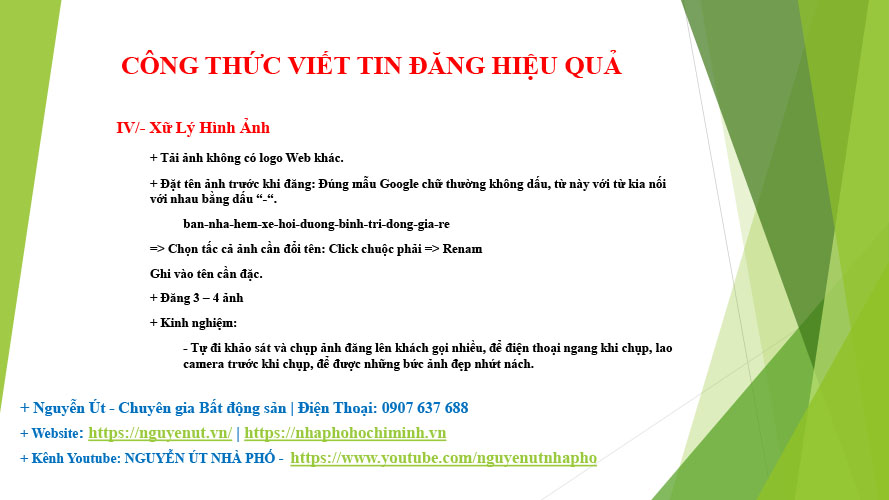 CÔNG THỨC VIẾT TIN ĐĂNG HIỆU QUẢ
IV/- Xữ Lý Hình Ảnh
+ Tải ảnh không có logo Web khác.
+ Đặt tên ảnh trước khi đăng: Đúng mẫu Google chữ thường không dấu, từ này với từ kia nối
với nhau bằng dấu “-“.
ban-nha-hem-xe-hoi-duong-binh-tri-dong-gia-re
=> Chọn tấc cả ảnh cần đổi tên: Click chuộc phải => Renam
Ghi vào tên cần đặc.
+ Đăng 3 – 4 ảnh
+ Kinh nghiệm:
- Tự đi khảo sát và chụp ảnh đăng lên khách gọi nhiều, để điện thoại ngang khi chụp, lao
camera trước khi chụp, để được những bức ảnh đẹp nhứt nách.
+ Nguyễn Út - Chuyên gia Bất động sản | Điện Thoại: 0907 637 688
+ Website: https://nguyenut.vn/ | https://nhaphohochiminh.vn
+ Kênh Youtube: NGUYỄN ÚT NHÀ PHỐ - https://www.youtube.com/nguyenutnhapho